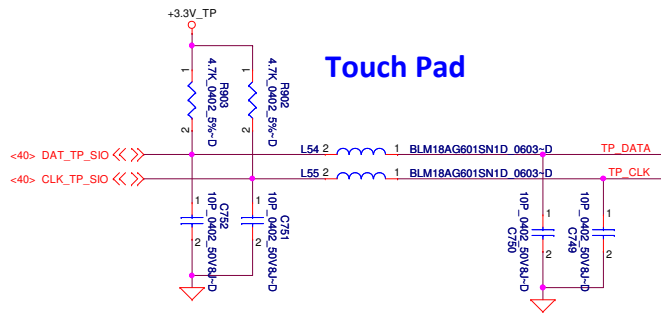 +3.3V_TP
Touch Pad
1
4.7K_0402_5%~D
R903
2
1
4.7K_0402_5%~D
R902
2
<40> DAT_TP_SIO
L54 2
1 BLM18AG601SN1D_0603~D
TP_DATA
<40> CLK_TP_SIO
L55 2
1 BLM18AG601SN1D_0603~D
TP_CLK
1
10P_0402_50V8J~D
C752
2
1
10P_0402_50V8J~D
C751
2
1
10P_0402_50V8J~D
C750
2
1
10P_0402_50V8J~D
C749
2